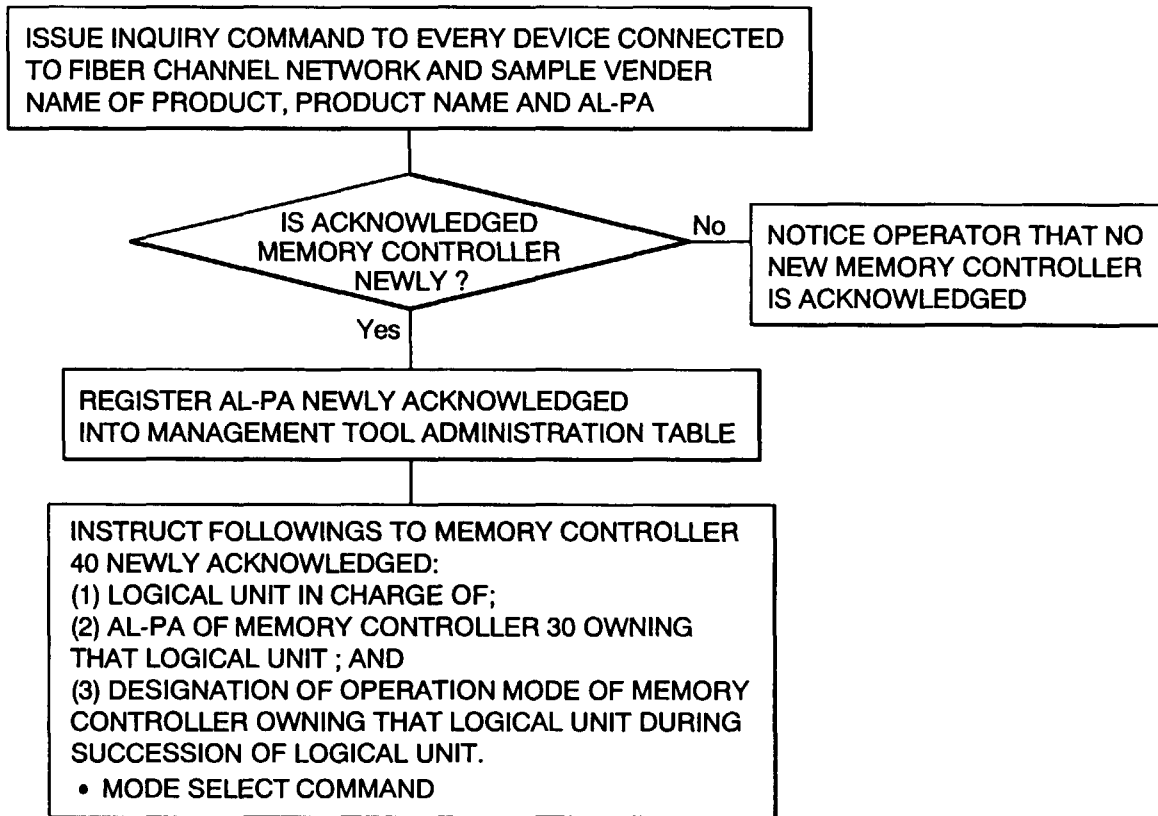 ISSUE INQUIRY COMMAND TO EVERY DEVICE CONNECTED
TO FIBER CHANNEL NETWORK AND SAMPLE VENDER
NAME OF PRODUCT, PRODUCT NAME AND AL-PA
IS ACKNOWLEDGED
MEMORY CONTROLLER
NEWLY ?
No
NOTICE OPERATOR THAT NO
NEW MEMORY CONTROLLER
IS ACKNOWLEDGED
Yes
REGISTER AL-PA NEWLY ACKNOWLEDGED
INTO MANAGEMENT TOOL ADMINISTRATION TABLE
INSTRUCT FOLLOWINGS TO MEMORY CONTROLLER
40 NEWLY ACKNOWLEDGED:
(1) LOGICAL UNIT IN CHARGE OF;
(2) AL-PA OF MEMORY CONTROLLER 30 OWNING
THAT LOGICAL UNIT ; AND
(3) DESIGNATION OF OPERATION MODE OF MEMORY
CONTROLLER OWNING THAT LOGICAL UNIT DURING
SUCCESSION OF LOGICAL UNIT.
• MODE SELECT COMMAND